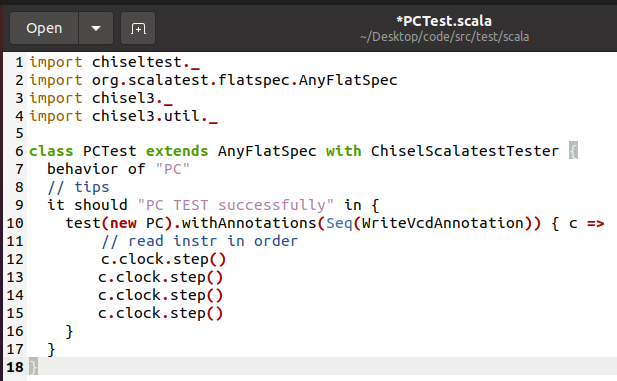 Open
*PCTest.scala
~/Desktop/code/src/test/scala
1 import chiseltest._
2 import org.scalatest.flatspec.AnyFlatSpec
3 import chisel3._
4 import chisel3.util._
5
6 class PCTest extends AnyFlatSpec with ChiselScalatestTester {
7   behavior of "PC"
8   // tips
9   it should "PC TEST successfully" in {
10     test(new PC).withAnnotations(Seq(WriteVcdAnnotation)) { c =>
11         // read instr in order
12         c.clock.step()
13         c.clock.step()
14         c.clock.step()
15         c.clock.step()
16     }
17   }
18 }